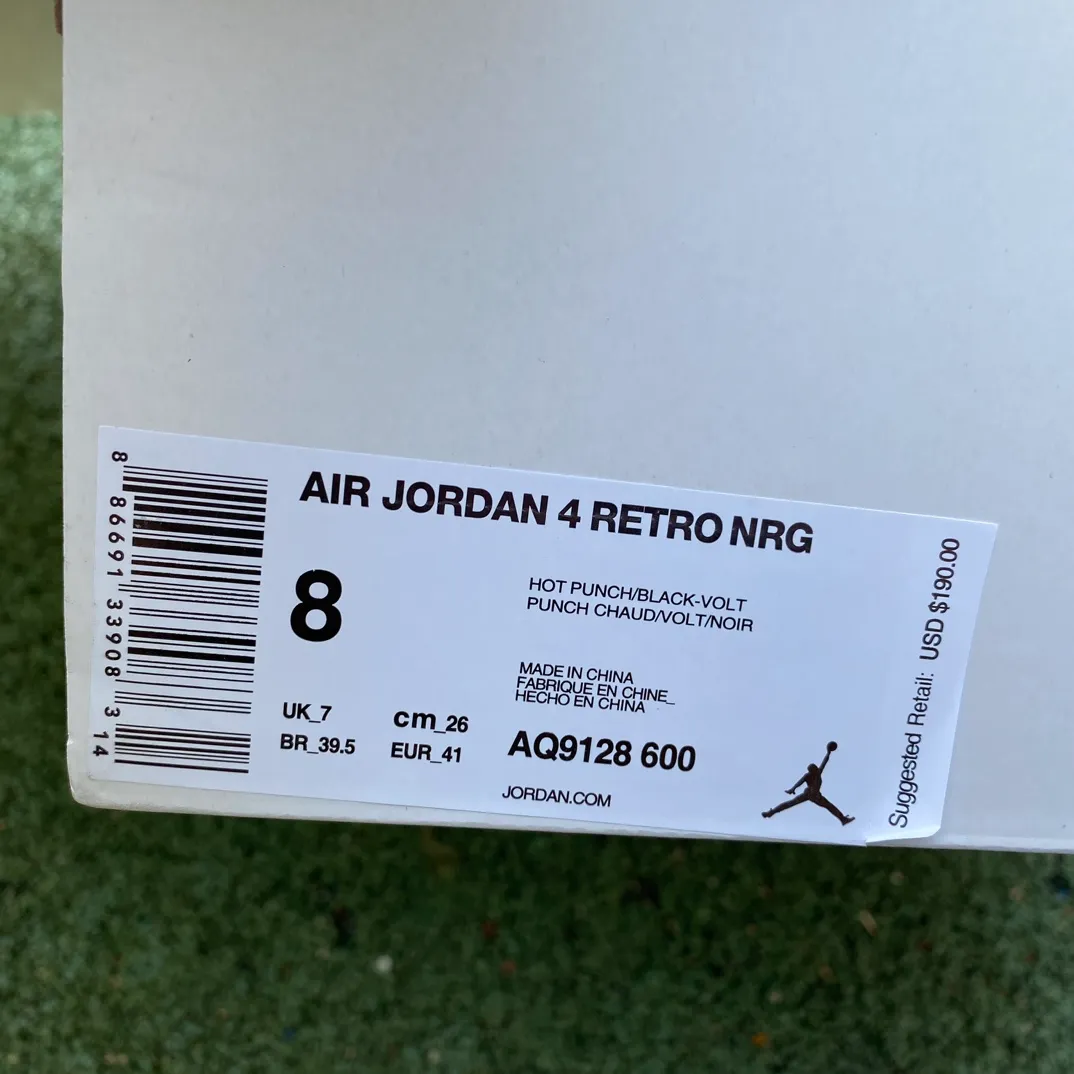 AIR JORDAN 4 RETRO NRG
8
HOT PUNCH/BLACK-VOLT
PUNCH CHAUD/VOLT/NOIR
MADE IN CHINA
FABRIQUE EN CHINE_
HECHO EN CHINA
UK_7
cm_26
BR_39.5
EUR_41
AQ9128 600
JORDAN.COM
Suggested Retail: USD $190.00
8 86691 33908 3 14